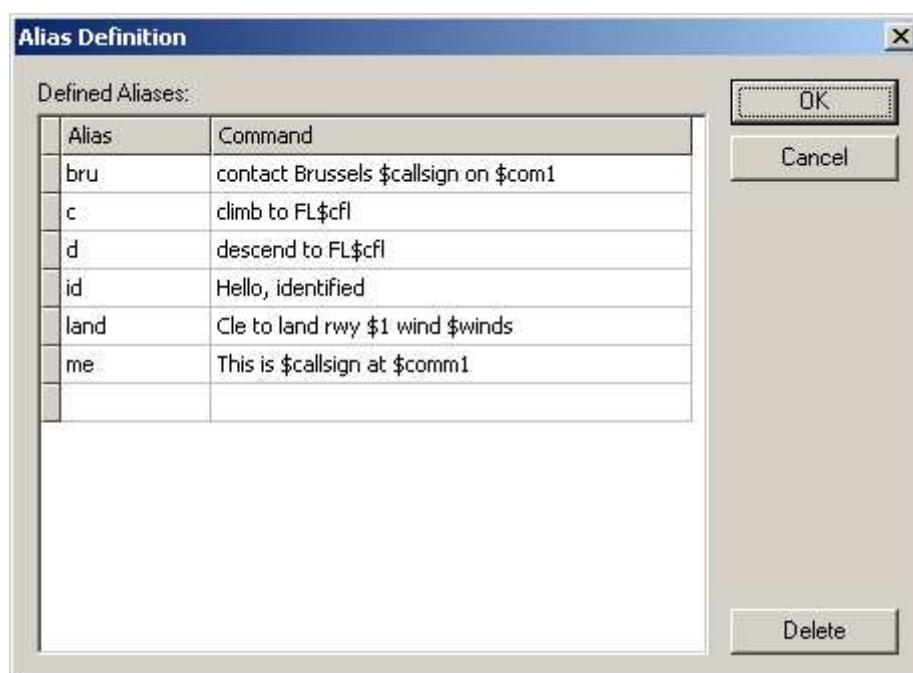 Alias Definition
Defined Aliases:
OK
Cancel
Alias Command
bru contact Brussels $callsign on $com1
c climb to FL$cfl
d descend to FL$cfl
id Hello, identified
land Cle to land rwy $1 wind $winds
me This is $callsign at $comm1
Delete